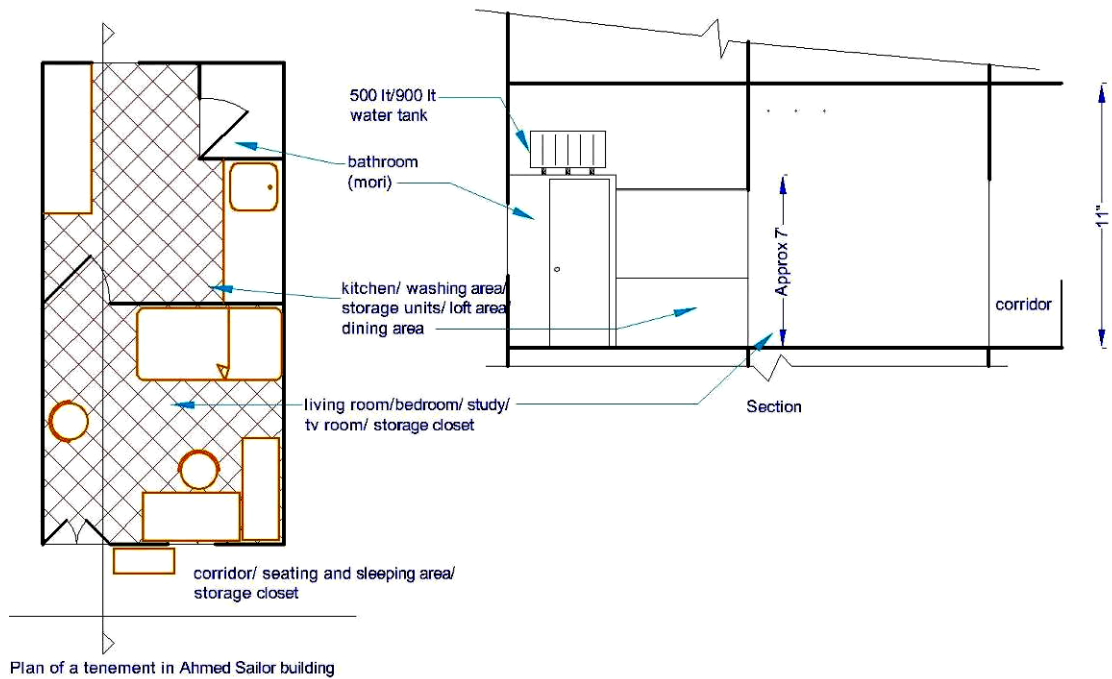 500 lt/900 lt
water tank
bathroom
(mori)
kitchen/ washing area/
storage units/ loft area/
dining area
living room/bedroom/ study/
tv room/ storage closet
corridor/ seating and sleeping area/
storage closet
Plan of a tenement in Ahmed Sailor building
Approx 7'
11"
corridor
Section